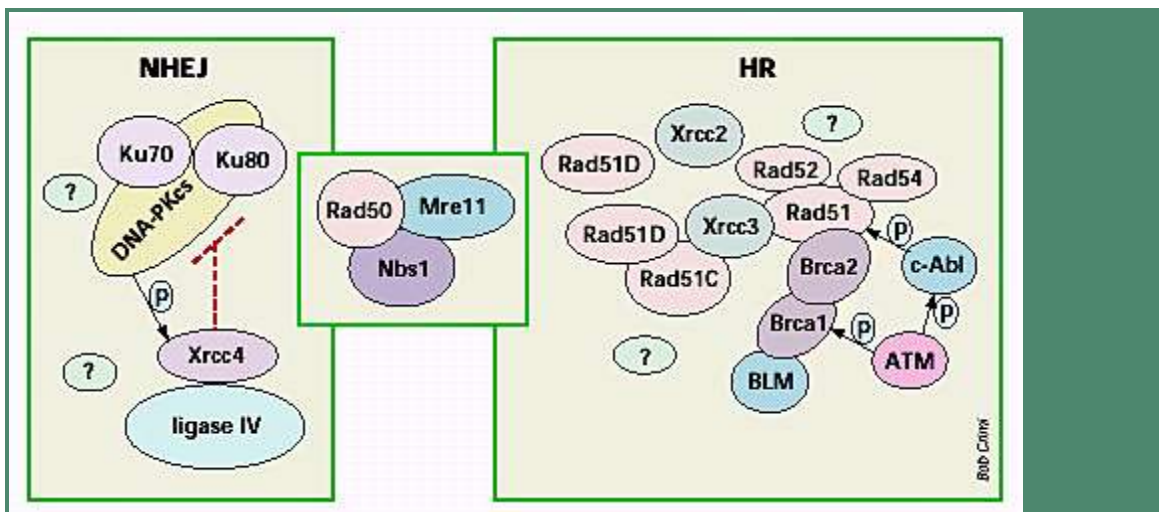 NHEJ
Ku70
Ku80
?
DNA-PKcs
P
Xrcc4
?
ligase IV
Rad50
Mre11
Nbs1
HR
Xrcc2
?
Rad51D
Rad52
Rad54
Rad51
Rad51D
Xrcc3
P
Rad51C
Brca2
c-Abl
Brca1
P
P
?
BLM
ATM
Bob Crimi